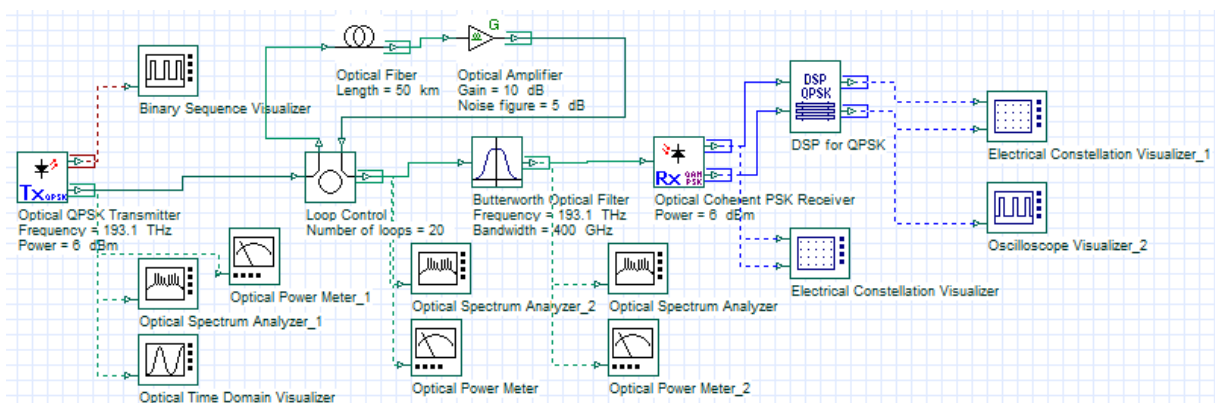 G
Optical Fiber
Length = 50 km
Optical Amplifier
Gain = 10 dB
Noise figure = 5 dB
Binary Sequence Visualizer
DSP
QPSK
DSP for QPSK
Electrical Constellation Visualizer_1
Tx QPSK
Optical QPSK Transmitter
Frequency = 193.1 THz
Power = 6 dBm
Loop Control
Number of loops = 20
Butterworth Optical Filter
Frequency = 193.1 THz
Bandwidth = 400 GHz
Rx QAM
PSK
Optical Coherent PSK Receiver
Power = 6 dBm
Oscilloscope Visualizer_2
Optical Power Meter_1
Optical Spectrum Analyzer_1
Optical Spectrum Analyzer_2
Optical Spectrum Analyzer
Electrical Constellation Visualizer
Optical Time Domain Visualizer
Optical Power Meter
Optical Power Meter_2